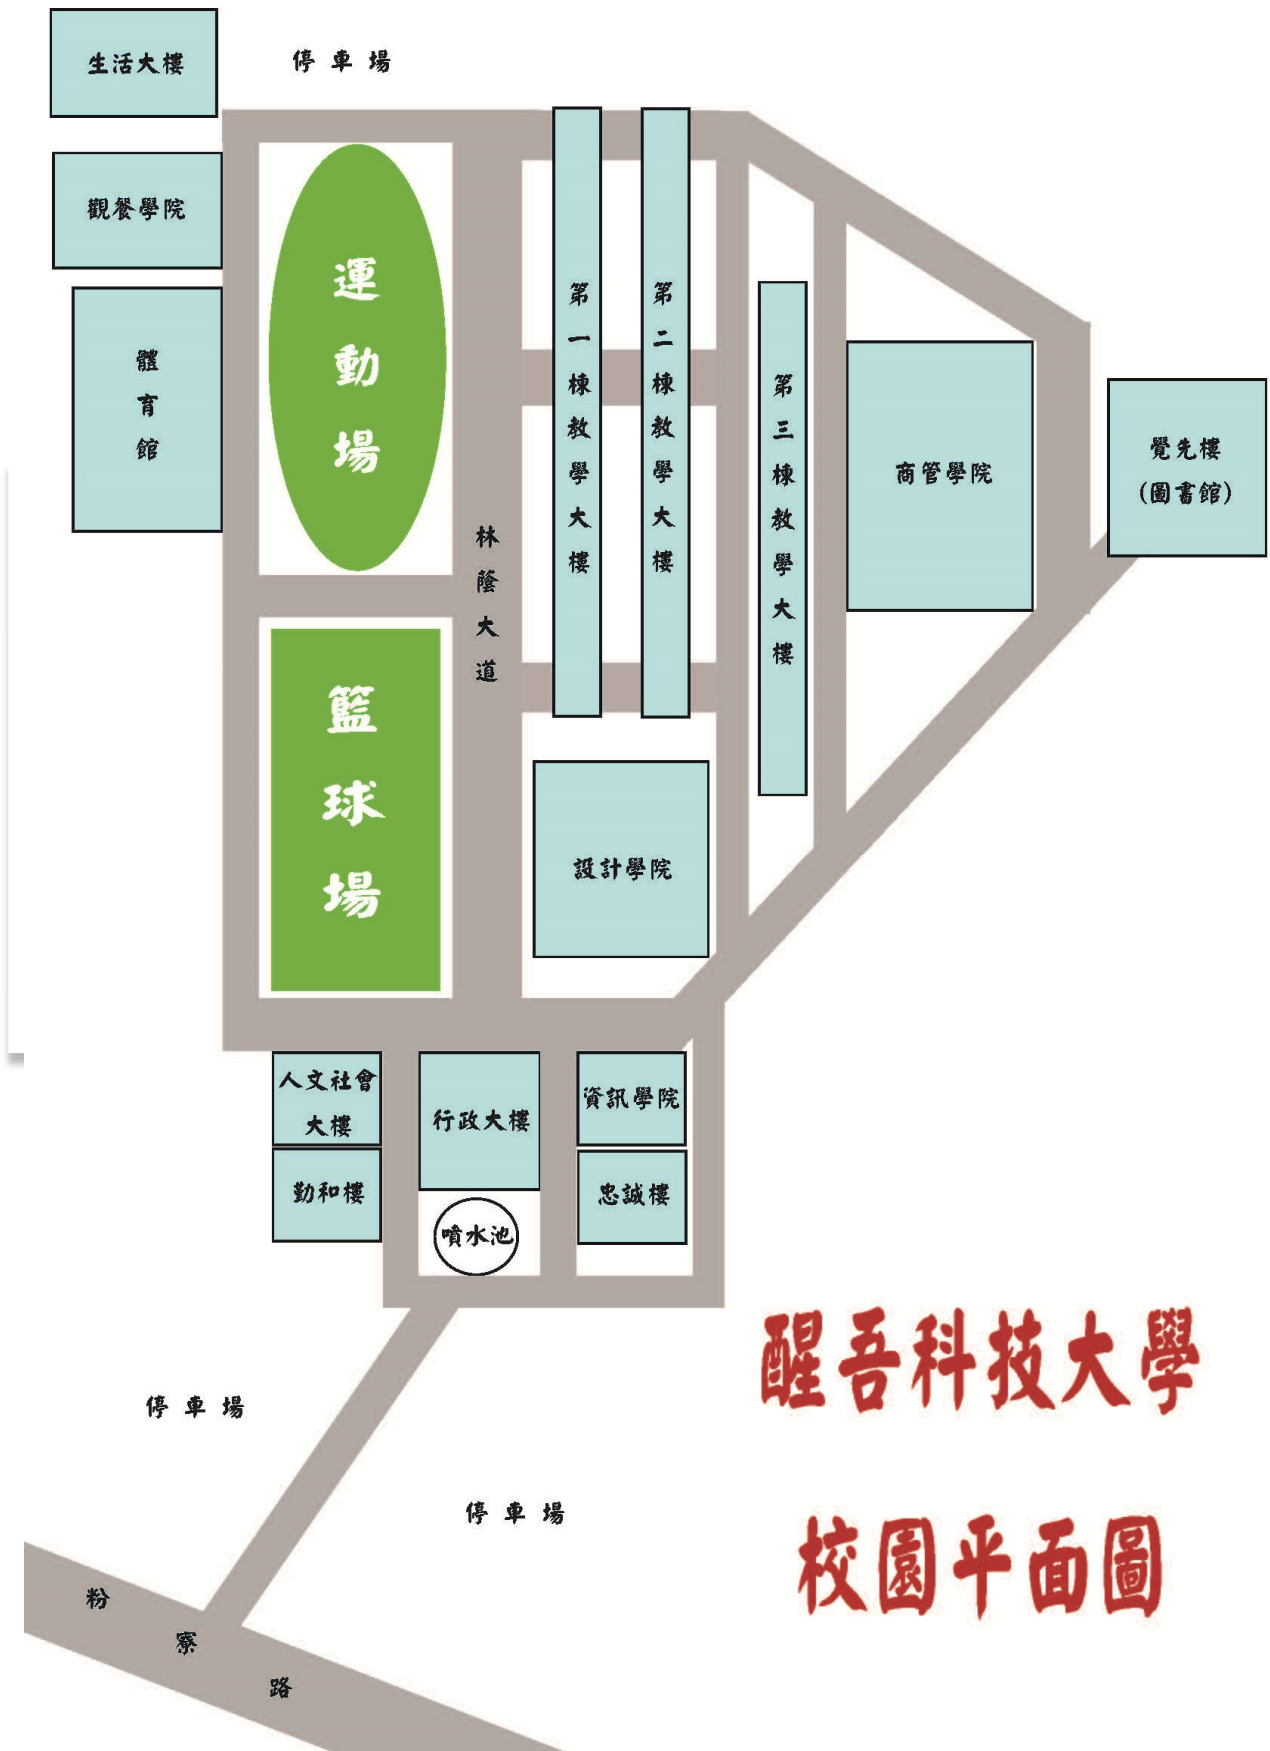 生活大樓
停車場
觀餐學院
體育館
運動場
籃球場
林蔭大道
第一棟教學大樓
第二棟教學大樓
第三棟教學大樓
商管學院
覺先樓
(圖書館)
設計學院
人文社會
大樓
勤和樓
行政大樓
噴水池
資訊學院
忠誠樓
停車場
停車場
粉寮路
醒吾科技大學
校園平面圖